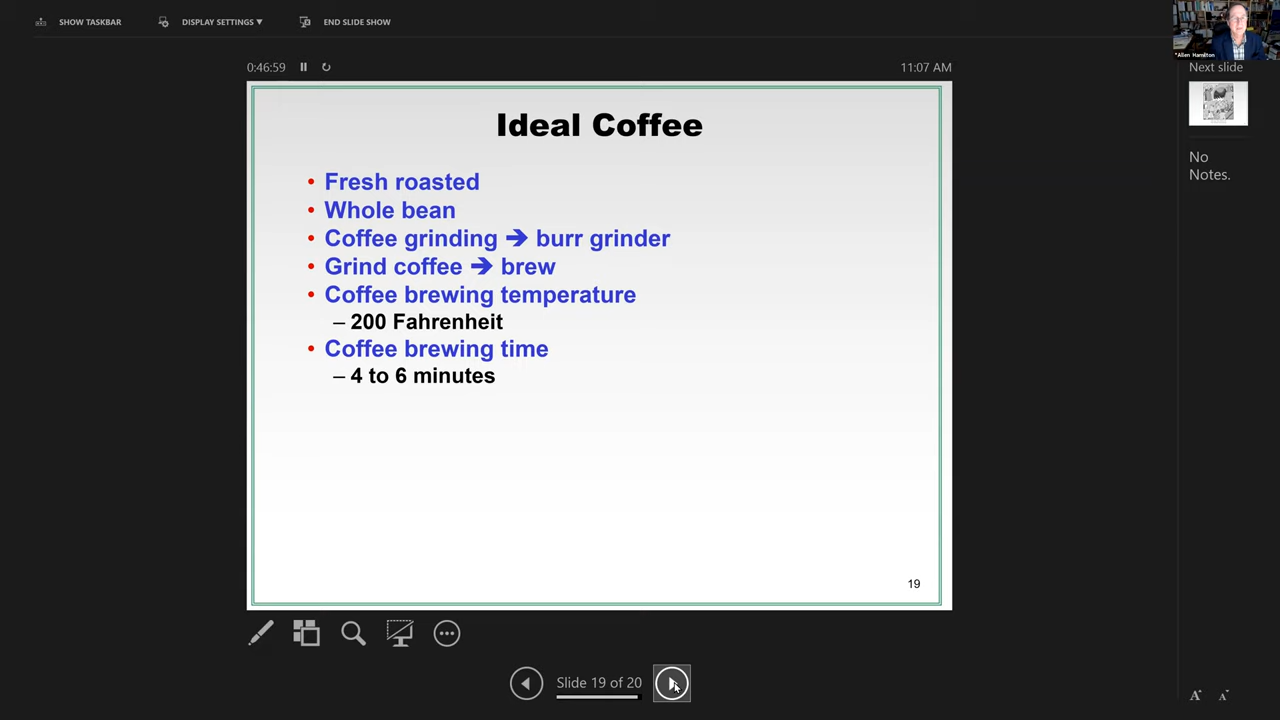 SHOW TASKBAR
DISPLAY SETTINGS ▼
END SLIDE SHOW
*Allen Hamilton
0:46:59
11:07 AM
Next slide
Ideal Coffee
• Fresh roasted
• Whole bean
• Coffee grinding ➔ burr grinder
• Grind coffee ➔ brew
• Coffee brewing temperature
– 200 Fahrenheit
• Coffee brewing time
– 4 to 6 minutes
19
No
Notes.
Slide 19 of 20
A A